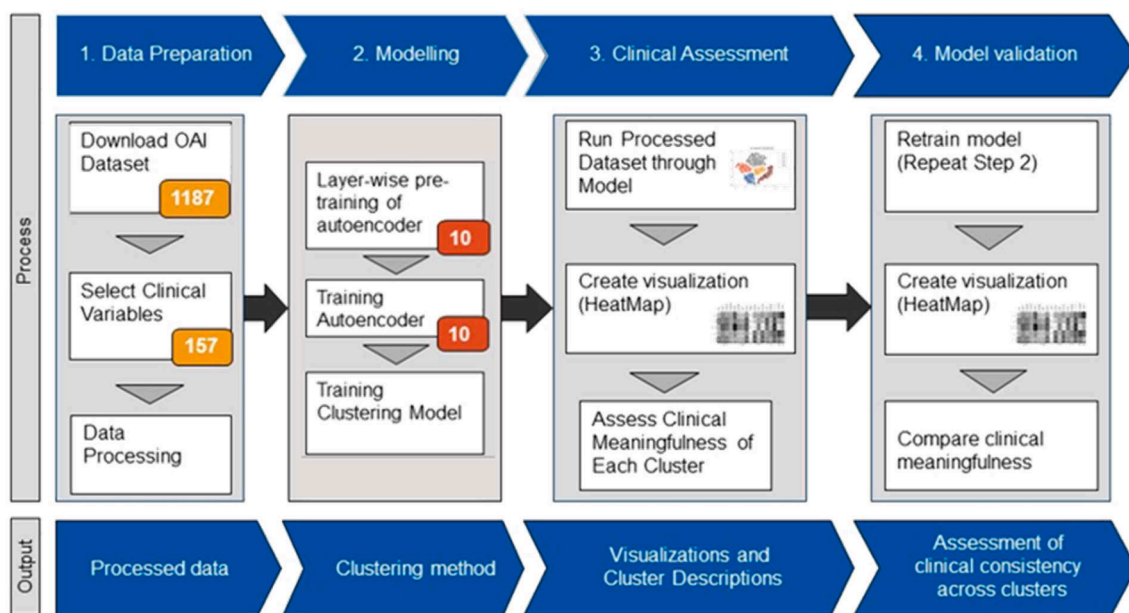 1. Data Preparation
2. Modelling
3. Clinical Assessment
4. Model validation
Process
Download OAI
Dataset
1187
Select Clinical
Variables
157
Data
Processing
Layer-wise pre-
training of
autoencoder
10
Training
Autoencoder
10
Training
Clustering Model
Run Processed
Dataset through
Model
Create visualization
(HeatMap)
Assess Clinical
Meaningfulness of
Each Cluster
Retrain model
(Repeat Step 2)
Create visualization
(HeatMap)
Compare clinical
meaningfulness
Output
Processed data
Clustering method
Visualizations and
Cluster Descriptions
Assessment of
clinical consistency
across clusters